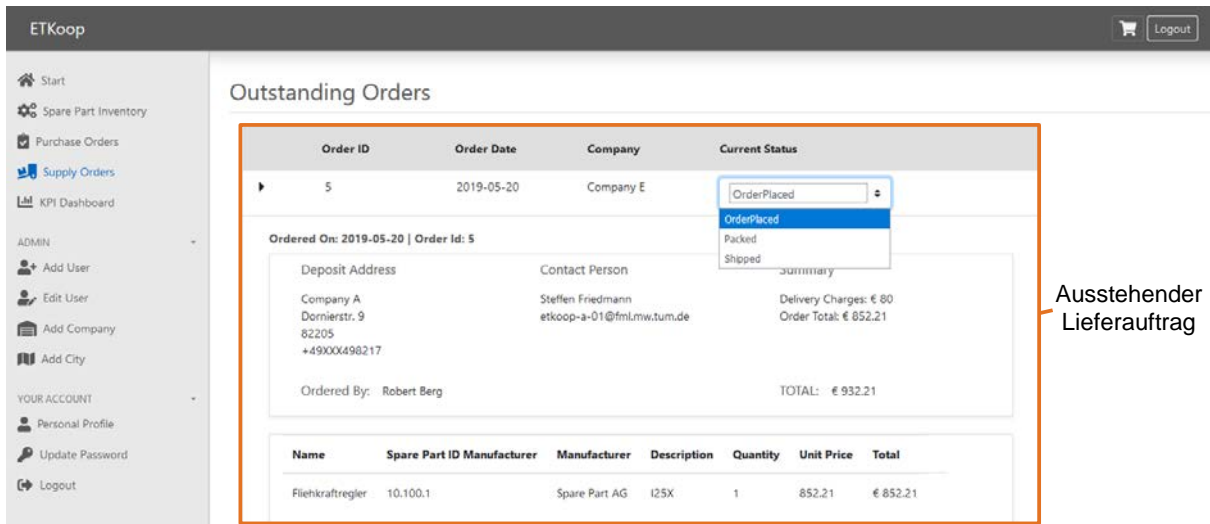 ETKoop
Logout
Start
Spare Part Inventory
Purchase Orders
Supply Orders
KPI Dashboard
ADMIN
Add User
Edit User
Add Company
Add City
YOUR ACCOUNT
Personal Profile
Update Password
Logout
Outstanding Orders
Order ID Order Date Company Current Status
5 2019-05-20 Company E OrderPlaced
OrderPlaced
Packed
Shipped
Ordered On: 2019-05-20 | Order Id: 5
Deposit Address Contact Person Summary
Company A Steffen Friedmann Delivery Charges: € 80
Dornierstr. 9 etkoop-a-01@fml.mw.tum.de Order Total: € 852.21
82205
+49XXX498217
Ordered By: Robert Berg TOTAL: € 932.21
Name Spare Part ID Manufacturer Manufacturer Description Quantity Unit Price Total
Fliehkraftregler 10.100.1 Spare Part AG I25X 1 852.21 € 852.21
Ausstehender
Lieferauftrag